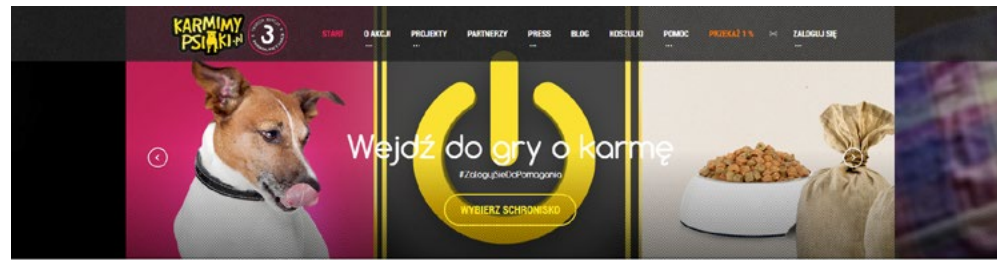 KARMIMY
PSIAKI.PL
3
START O AKCJI PROJEKTY PARTNERZY PRESS BLOG KOSZULKI POMOC PRZEKAŻ 1 % ZALOGUJ SIĘ
Wejdź do gry o karmę
#ZalogujSieDoPomagania
WYBIERZ SCHRONISKO